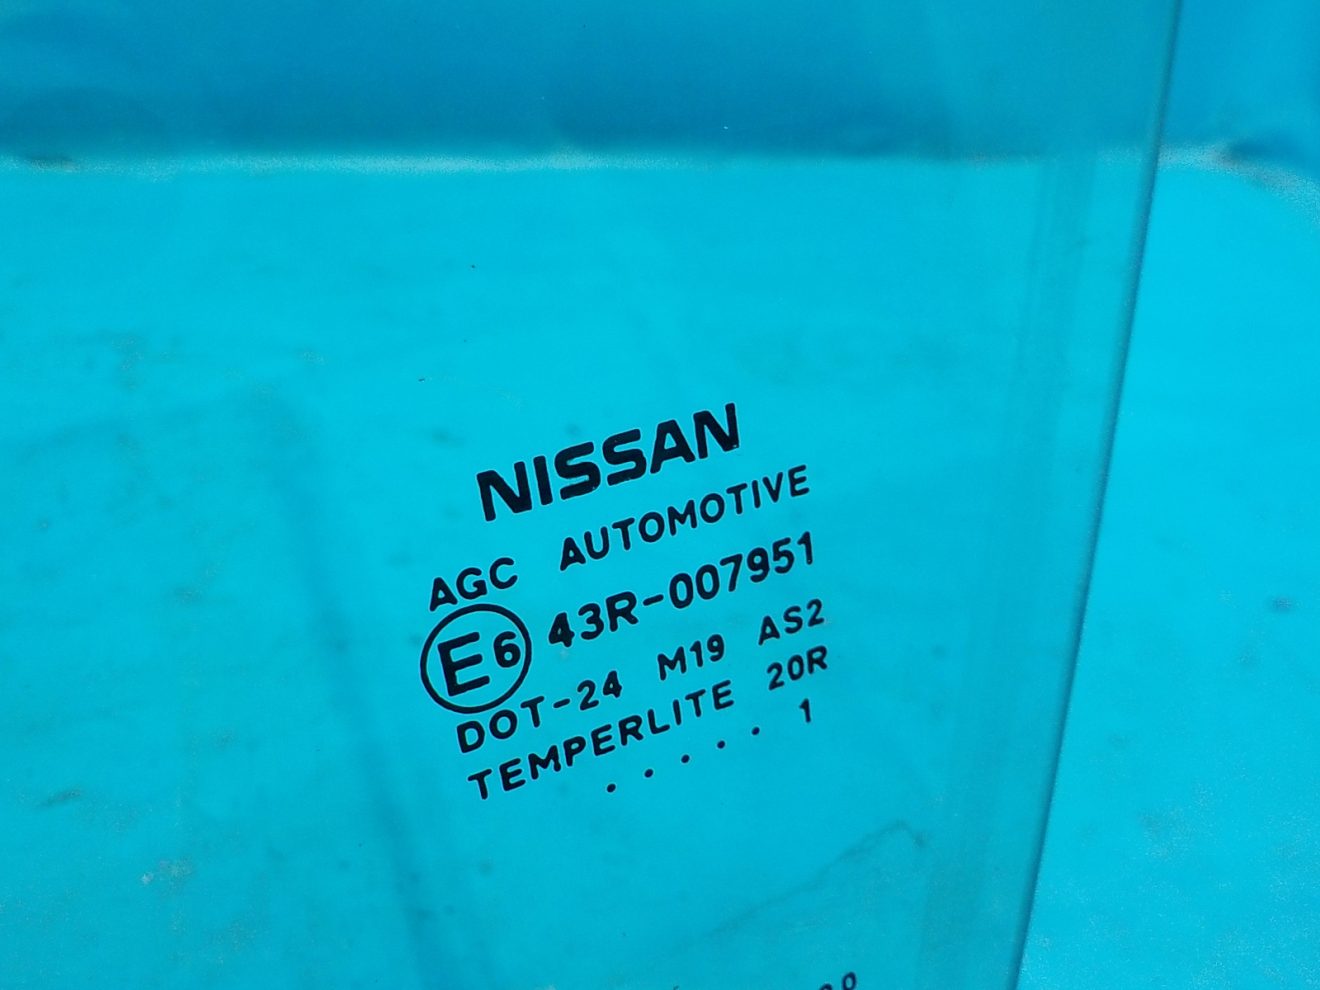 NISSAN
AGC AUTOMOTIVE
E6 43R-007951
DOT-24 M19 AS2
TEMPERLITE 20R
. . . . . 1